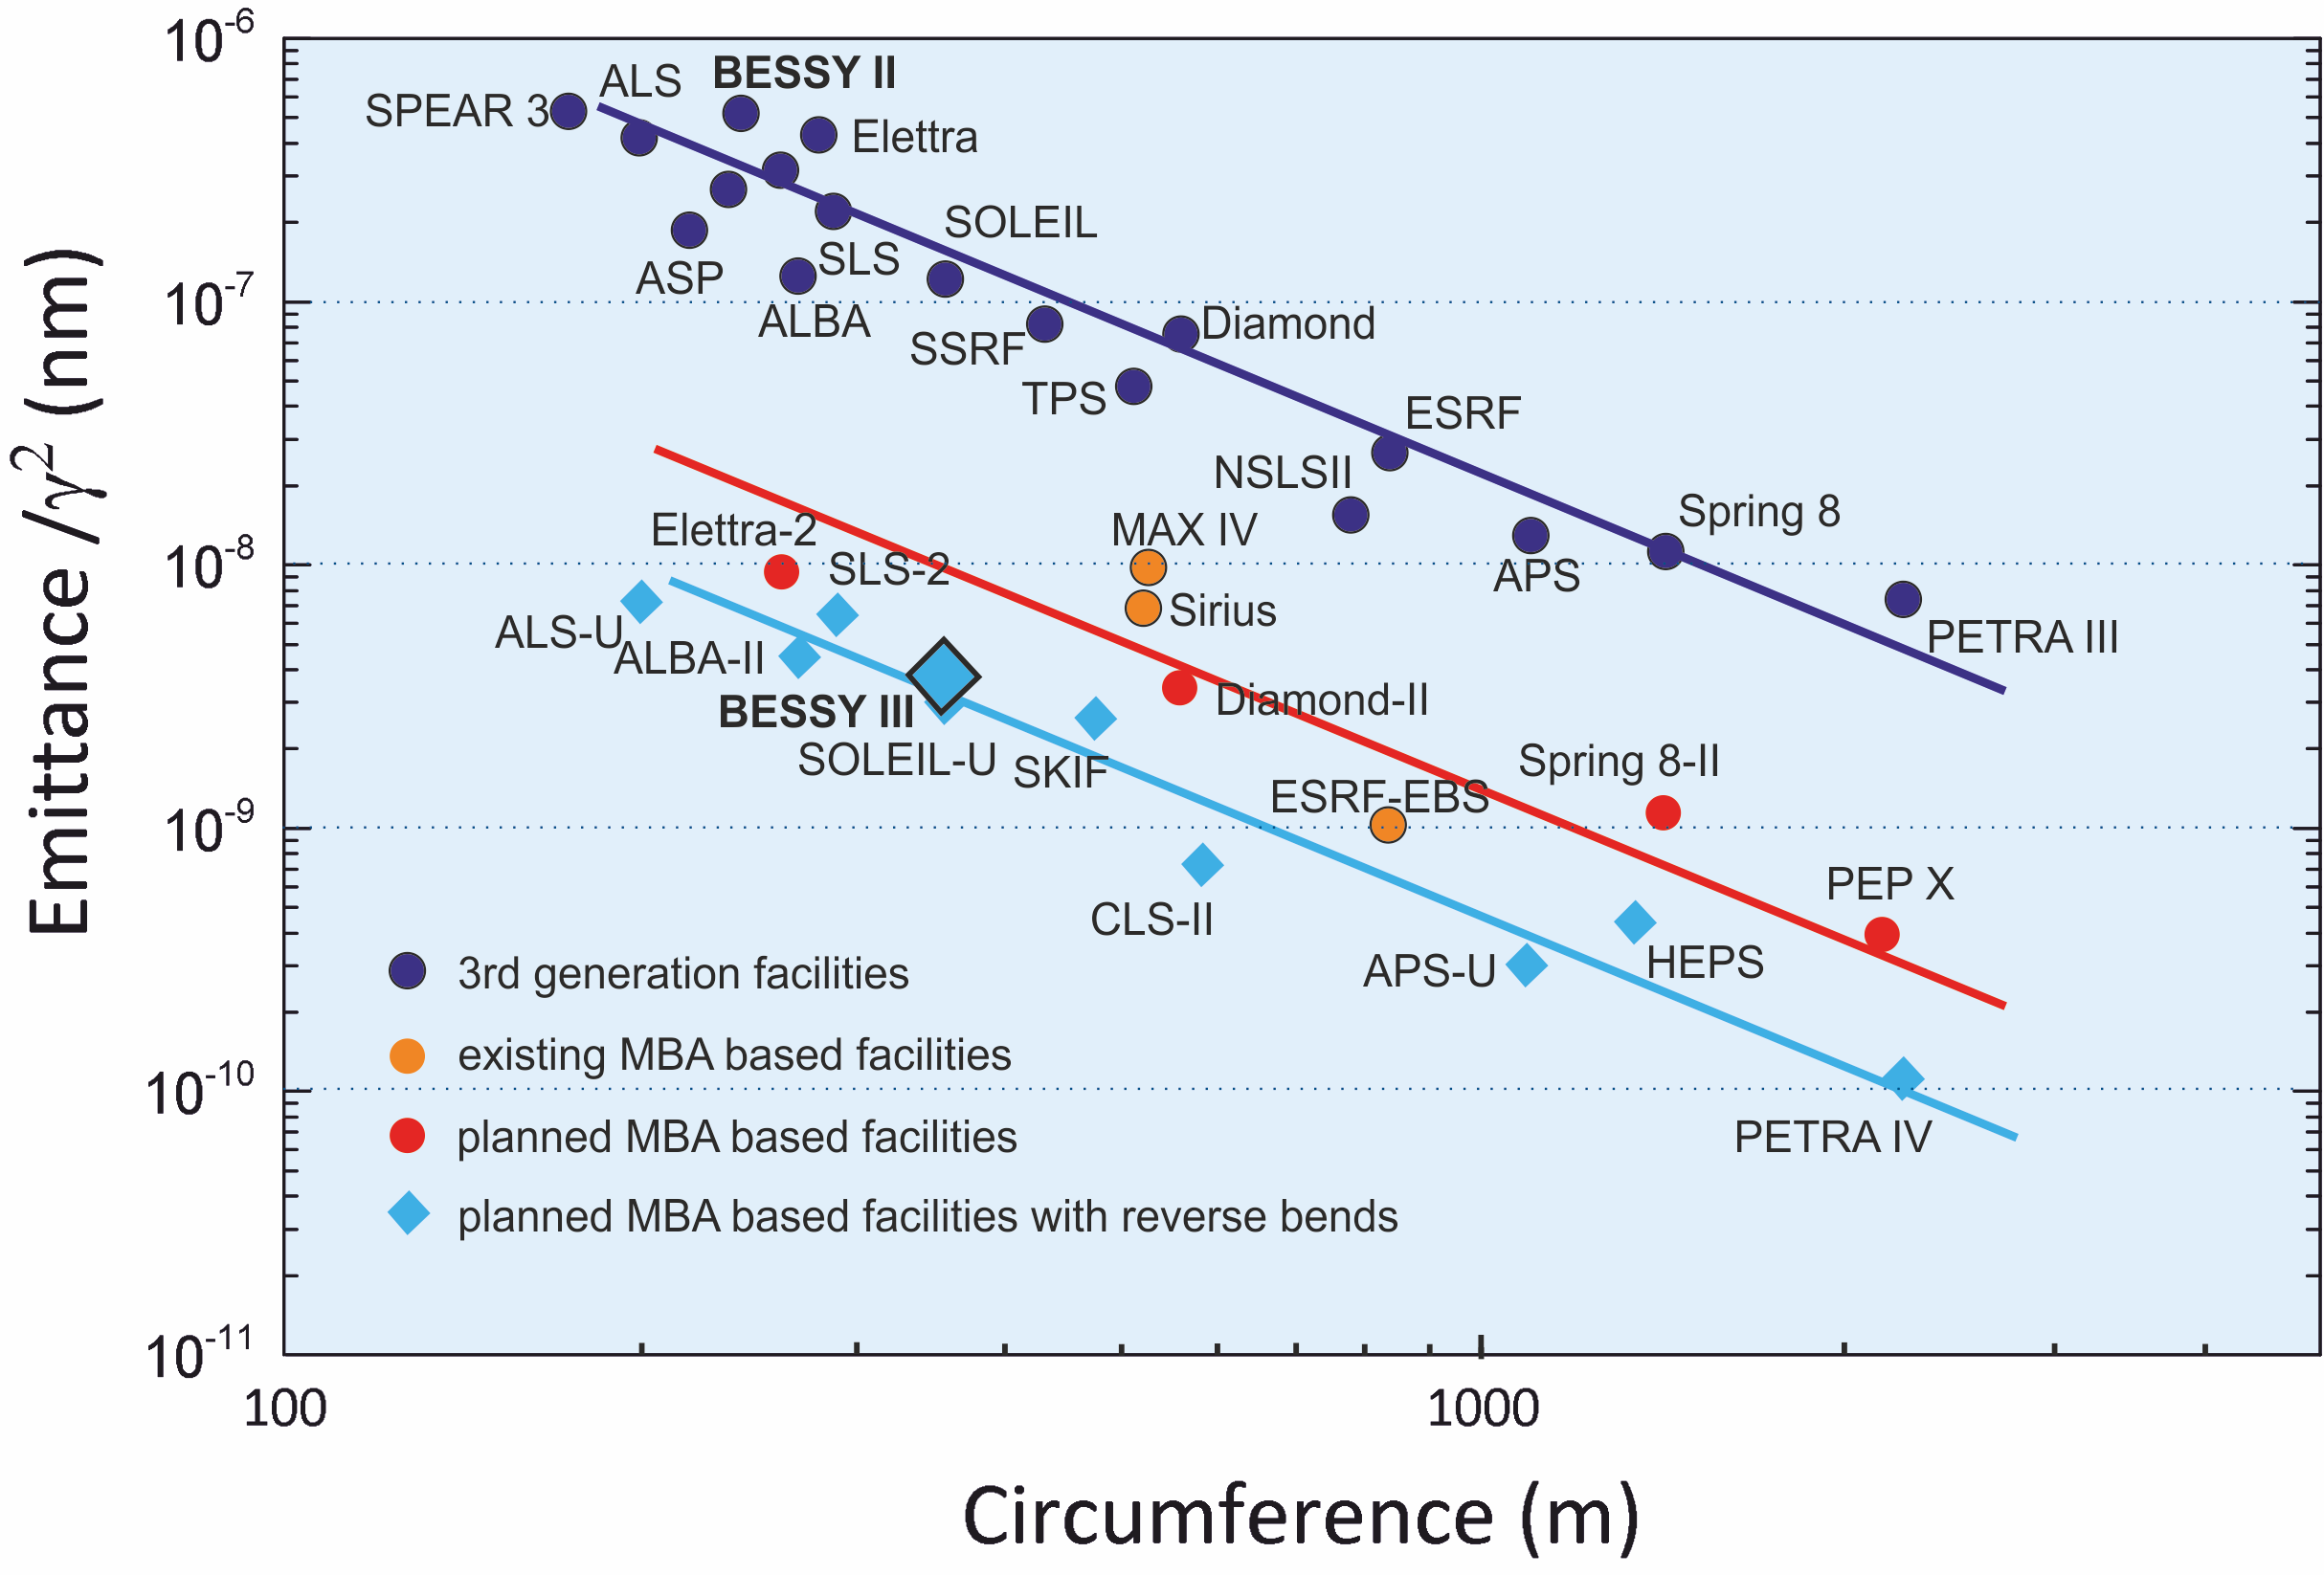 10-6
ALS
BESSY II
SPEAR 3
Elettra
SOLEIL
SLS
ASP
10-7
ALBA
Diamond
SSRF
TPS
ESRF
NSLSII
Spring 8
MAX IV
Elettra-2
SLS-2
10-8
APS
Sirius
ALS-U
PETRA III
ALBA-II
Diamond-II
BESSY III
SOLEIL-U
SKIF
Spring 8-II
ESRF-EBS
10-9
PEP X
CLS-II
HEPS
APS-U
3rd generation facilities
existing MBA based facilities
10-10
planned MBA based facilities
PETRA IV
planned MBA based facilities with reverse bends
10-11
100
1000
Circumference (m)
Emittance /γ2 (nm)